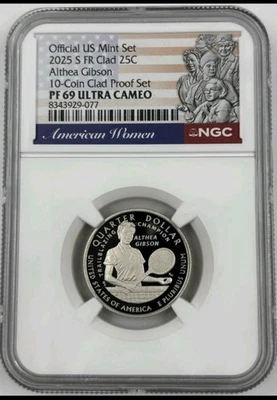 Official US Mint Set
2025 S FR Clad 25C
Althea Gibson
10-Coin Clad Proof Set
PF 69 ULTRA CAMEO
8343929-077
American Women
NGC
QUARTER DOLLAR
TRAILBLAZING
CHAMPION
ALTHEA
GIBSON
UNITED STATES OF AMERICA
E PLURIBUS UNUM